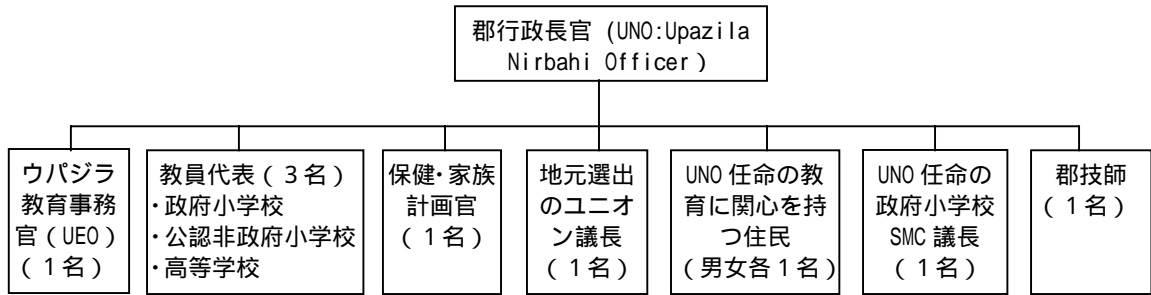 郡行政長官 (UNO:Upazila
Nirbahi Officer)
ウパジラ
教育事務
官(UEO)
(1名)
教員代表(3名)
・政府小学校
・公認非政府小学校
・高等学校
保健・家族
計画官
(1名)
地元選出
のユニオ
ン議長
(1名)
UNO 任命の教
育に関心を持
つ住民
(男女各1名)
UNO 任命の
政府小学校
SMC 議長
(1名)
郡技師
(1名)